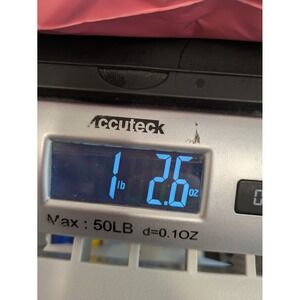 Accuteck
1 lb 2.6 oz
Max : 50LB d=0.1OZ